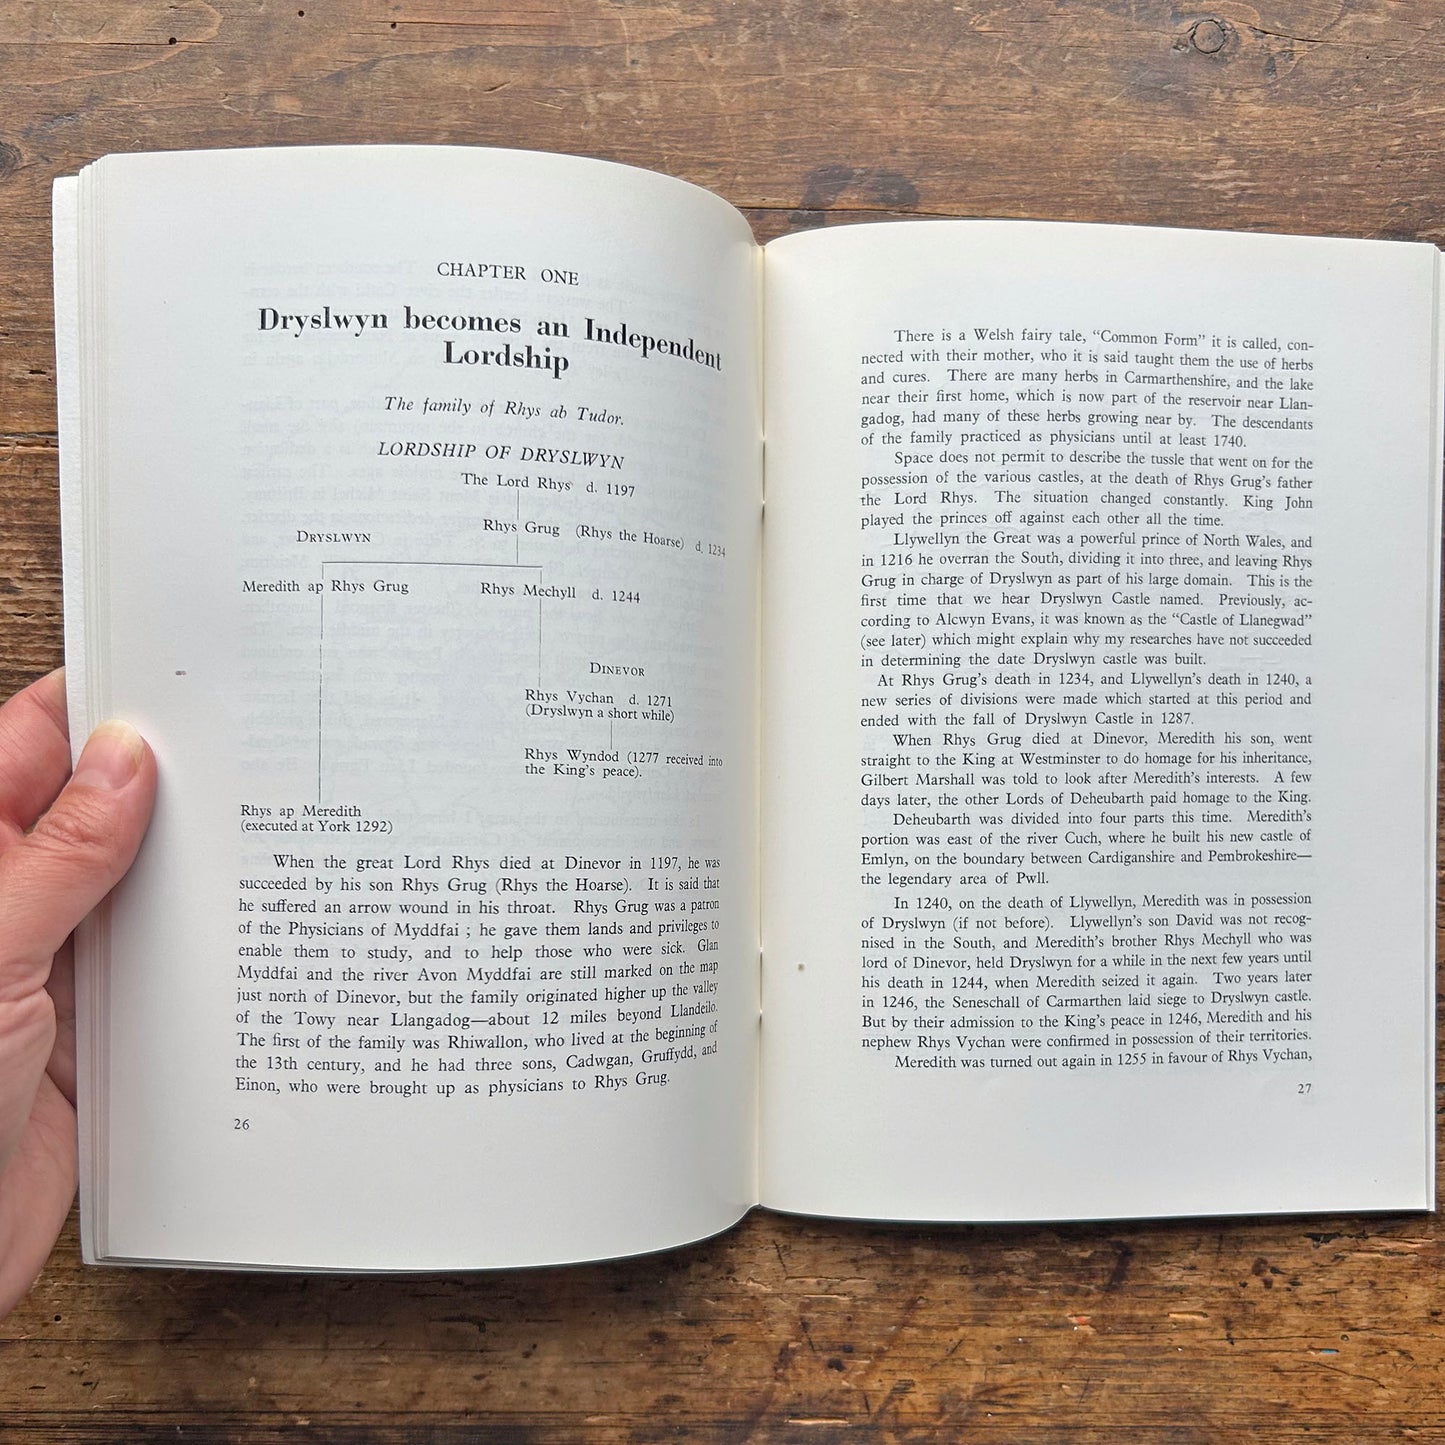 CHAPTER ONE
Dryslwyn becomes an Independent
Lordship
The family of Rhys ab Tudor.
LORDSHIP OF DRYSLWYN
The Lord Rhys d. 1197
Rhys Grug (Rhys the Hoarse) d. 1234
DRYSLWYN
Meredith ap Rhys Grug
Rhys Mechyll d. 1244
DINEVOR
Rhys Vychan d. 1271
(Dryslwyn a short while)
Rhys Wyndod (1277 received into
the King's peace).
Rhys ap Meredith
(executed at York 1292)
When the great Lord Rhys died at Dinevor in 1197, he was
succeeded by his son Rhys Grug (Rhys the Hoarse). It is said that
he suffered an arrow wound in his throat. Rhys Grug was a patron
of the Physicians of Myddfai ; he gave them lands and privileges to
enable them to study, and to help those who were sick. Glan
Myddfai and the river Avon Myddfai are still marked on the map
just north of Dinevor, but the family originated higher up the valley
of the Towy near Llangadog—about 12 miles beyond Llandeilo.
The first of the family was Rhiwallon, who lived at the beginning of
the 13th century, and he had three sons, Cadwgan, Gruffydd, and
Einon, who were brought up as physicians to Rhys Grug.
26
There is a Welsh fairy tale, “Common Form” it is called, con-
nected with their mother, who it is said taught them the use of herbs
and cures. There are many herbs in Carmarthenshire, and the lake
near their first home, which is now part of the reservoir near Llan-
gadog, had many of these herbs growing near by. The descendants
of the family practiced as physicians until at least 1740.
Space does not permit to describe the tussle that went on for the
possession of the various castles, at the death of Rhys Grug's father
the Lord Rhys. The situation changed constantly. King John
played the princes off against each other all the time.
Llywellyn the Great was a powerful prince of North Wales, and
in 1216 he overran the South, dividing it into three, and leaving Rhys
Grug in charge of Dryslwyn as part of his large domain. This is the
first time that we hear Dryslwyn Castle named. Previously, ac-
cording to Alcwyn Evans, it was known as the “Castle of Llanegwad”
(see later) which might explain why my researches have not succeeded
in determining the date Dryslwyn castle was built.
At Rhys Grug's death in 1234, and Llywellyn's death in 1240, a
new series of divisions were made which started at this period and
ended with the fall of Dryslwyn Castle in 1287.
When Rhys Grug died at Dinevor, Meredith his son, went
straight to the King at Westminster to do homage for his inheritance,
Gilbert Marshall was told to look after Meredith's interests. A few
days later, the other Lords of Deheubarth paid homage to the King.
Deheubarth was divided into four parts this time. Meredith's
portion was east of the river Cuch, where he built his new castle of
Emlyn, on the boundary between Cardiganshire and Pembrokeshire—
the legendary area of Pwll.
In 1240, on the death of Llywellyn, Meredith was in possession
of Dryslwyn (if not before). Llywellyn's son David was not recog-
nised in the South, and Meredith's brother Rhys Mechyll who was
lord of Dinevor, held Dryslwyn for a while in the next few years until
his death in 1244, when Meredith seized it again. Two years later
in 1246, the Seneschall of Carmarthen laid siege to Dryslwyn castle.
But by their admission to the King's peace in 1246, Meredith and his
nephew Rhys Vychan were confirmed in possession of their territories.
Meredith was turned out again in 1255 in favour of Rhys Vychan,
27